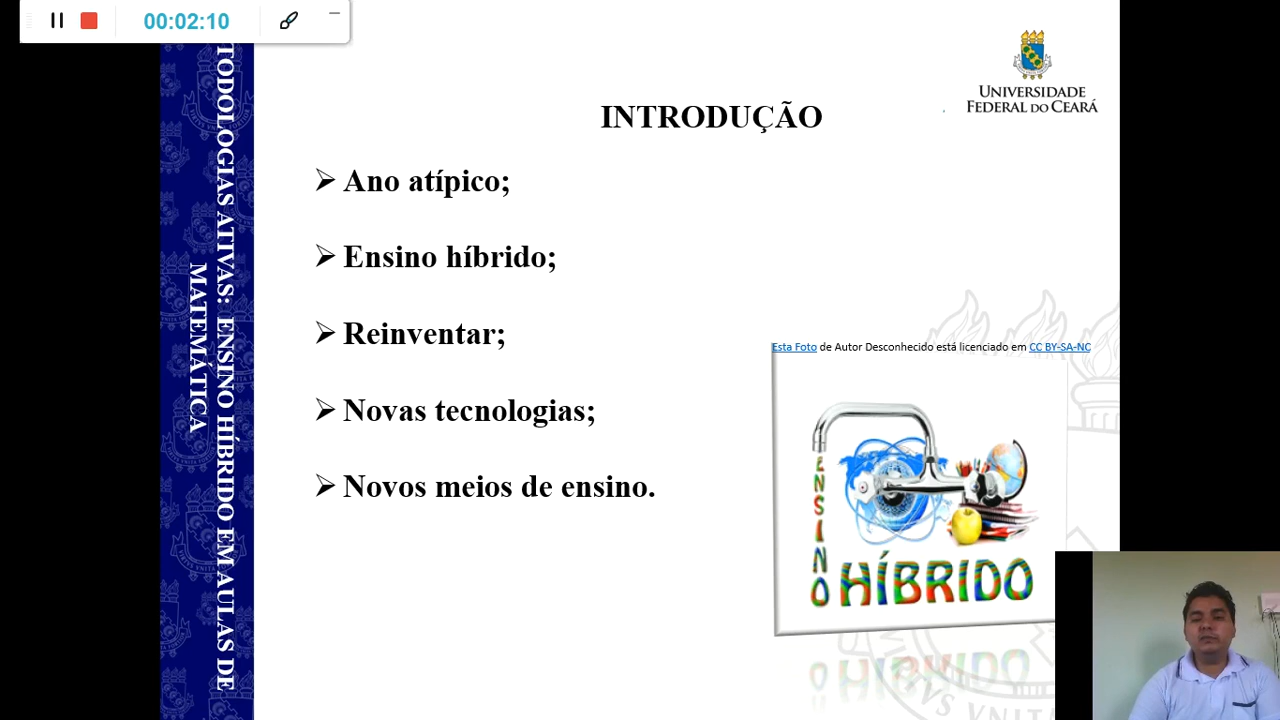 00:02:10
TODOLOGIAS ATIVAS: ENSINO HÍBRIDO EM AULAS DE
MATEMÁTICA
UNIVERSIDADE
FEDERAL DO CEARÁ
INTRODUÇÃO
Ano atípico;
Ensino híbrido;
Reinventar;
Novas tecnologias;
Novos meios de ensino.
Esta Foto de Autor Desconhecido está licenciado em CC BY-SA-NC
ENSINO
HÍBRIDO